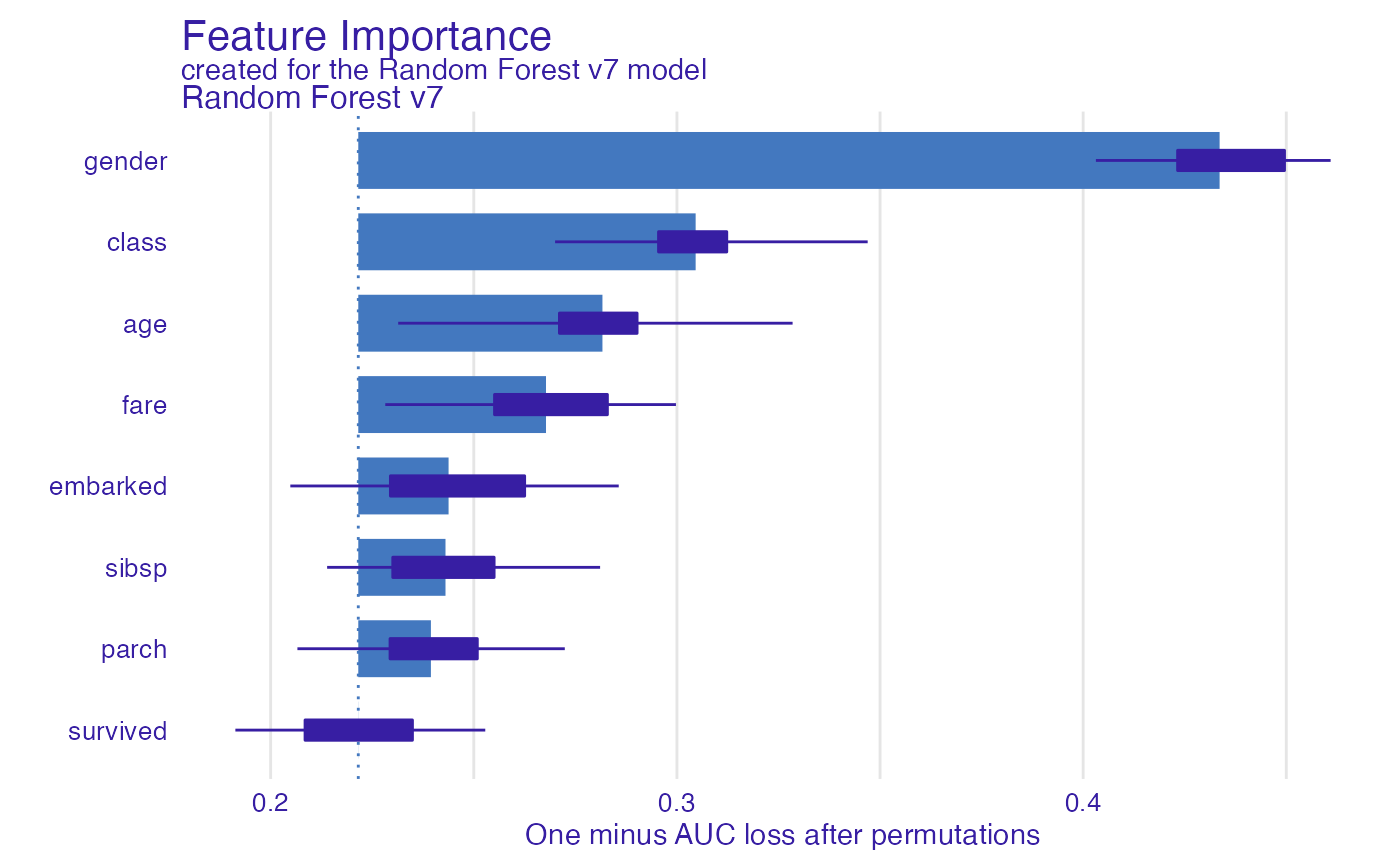 Feature Importance
created for the Random Forest v7 model
Random Forest v7
gender
class
age
fare
embarked
sibsp
parch
survived
0.2 0.3 0.4
One minus AUC loss after permutations